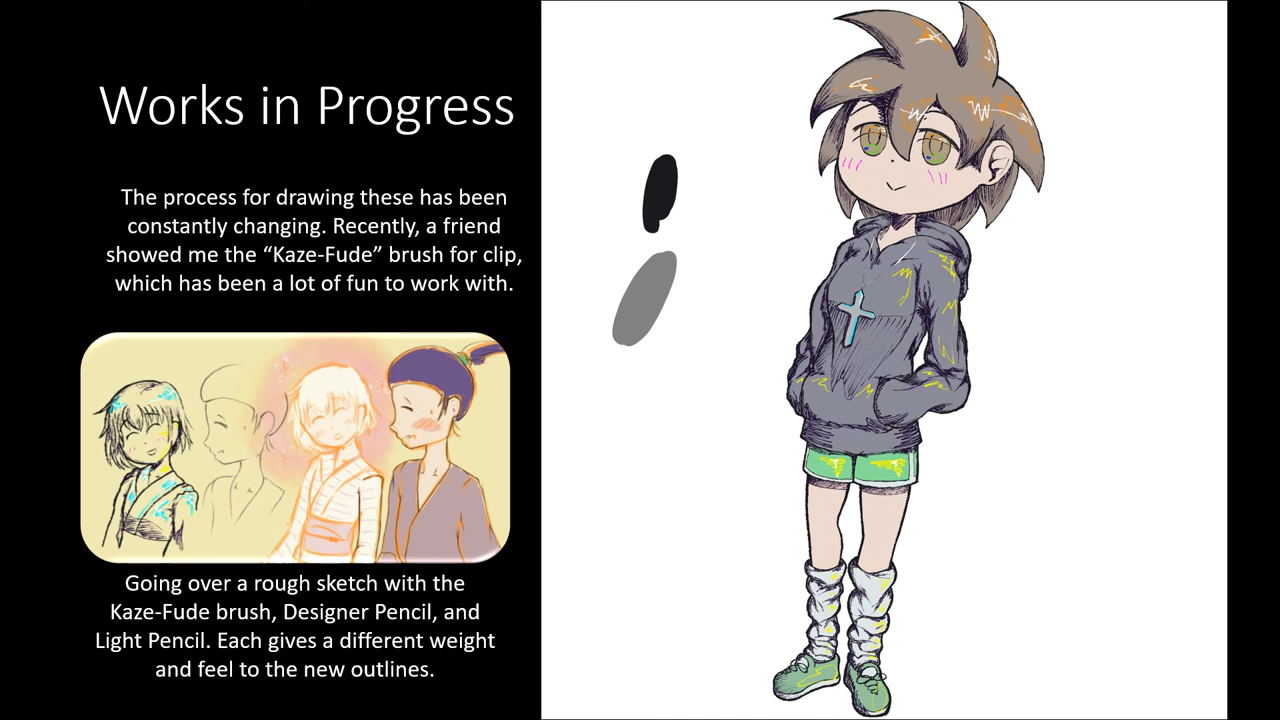 Works in Progress
The process for drawing these has been
constantly changing. Recently, a friend
showed me the “Kaze-Fude” brush for clip,
which has been a lot of fun to work with.
Going over a rough sketch with the
Kaze-Fude brush, Designer Pencil, and
Light Pencil. Each gives a different weight
and feel to the new outlines.